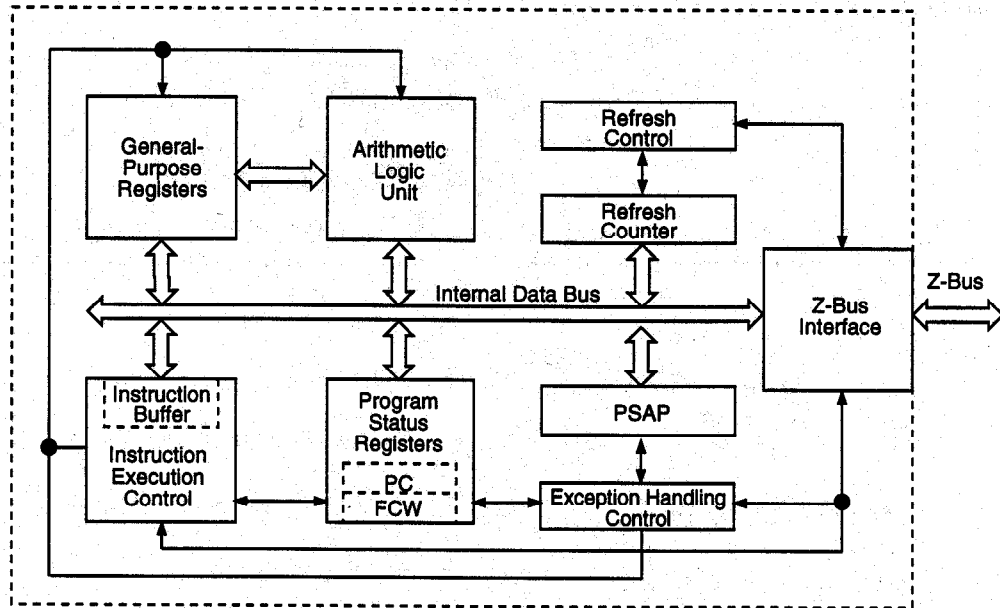 General-
Purpose
Registers
Arithmetic
Logic
Unit
Refresh
Control
Refresh
Counter
Internal Data Bus
Z-Bus
Interface
Z-Bus
Instruction
Buffer
Instruction
Execution
Control
Program
Status
Registers
PC
FCW
PSAP
Exception Handling
Control